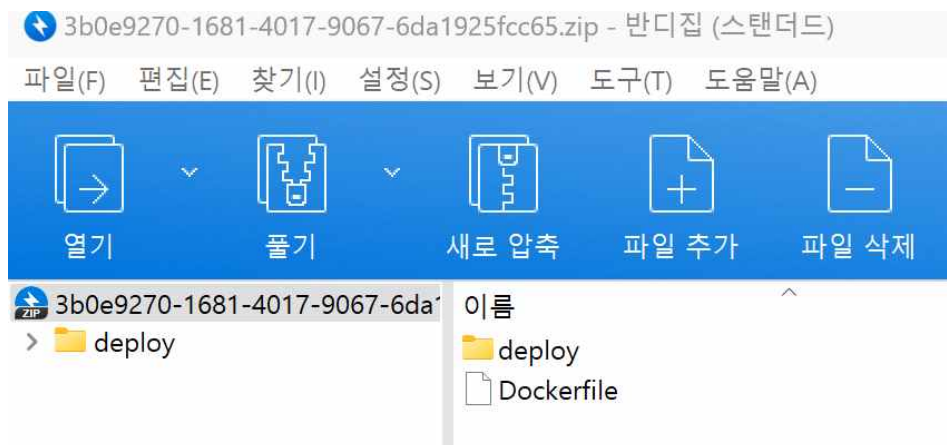 3b0e9270-1681-4017-9067-6da1925fcc65.zip - 반디집 (스탠더드)
파일(F) 편집(E) 찾기(I) 설정(S) 보기(V) 도구(T) 도움말(A)
열기 풀기 새로 압축 파일 추가 파일 삭제
ZIP 3b0e9270-1681-4017-9067-6da1 이름
deploy deploy
Dockerfile